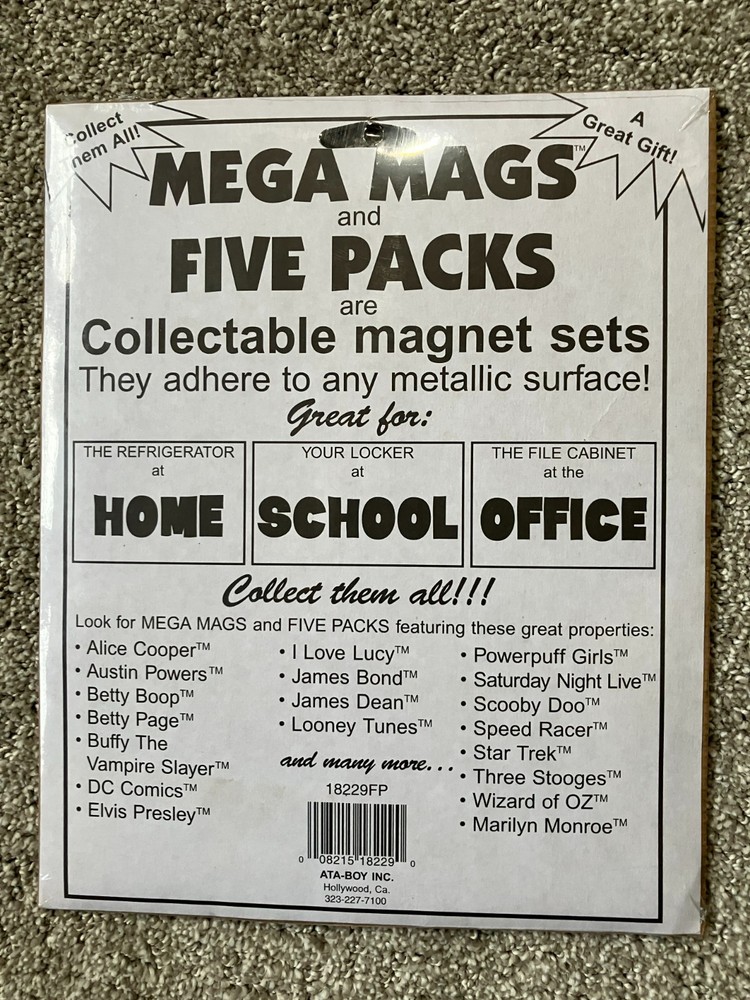 Collect
hem All!
A
Great Gift!
MEGA MAGS™
and
FIVE PACKS
are
Collectable magnet sets
They adhere to any metallic surface!
Great for:
THE REFRIGERATOR
at
HOME
YOUR LOCKER
at
SCHOOL
THE FILE CABINET
at the
OFFICE
Collect them all!!!
Look for MEGA MAGS and FIVE PACKS featuring these great properties:
• Alice Cooper™
• Austin Powers™
• Betty Boop™
• Betty Page™
• Buffy The
Vampire Slayer™
• DC Comics™
• Elvis Presley™
• I Love Lucy™
• James Bond™
• James Dean™
• Looney Tunes™
and many more...
• Powerpuff Girls™
• Saturday Night Live™
• Scooby Doo™
• Speed Racer™
• Star Trek™
• Three Stooges™
• Wizard of OZ™
• Marilyn Monroe™
18229FP
0 08215 18229 0
ATA-BOY INC.
Hollywood, Ca.
323-227-7100